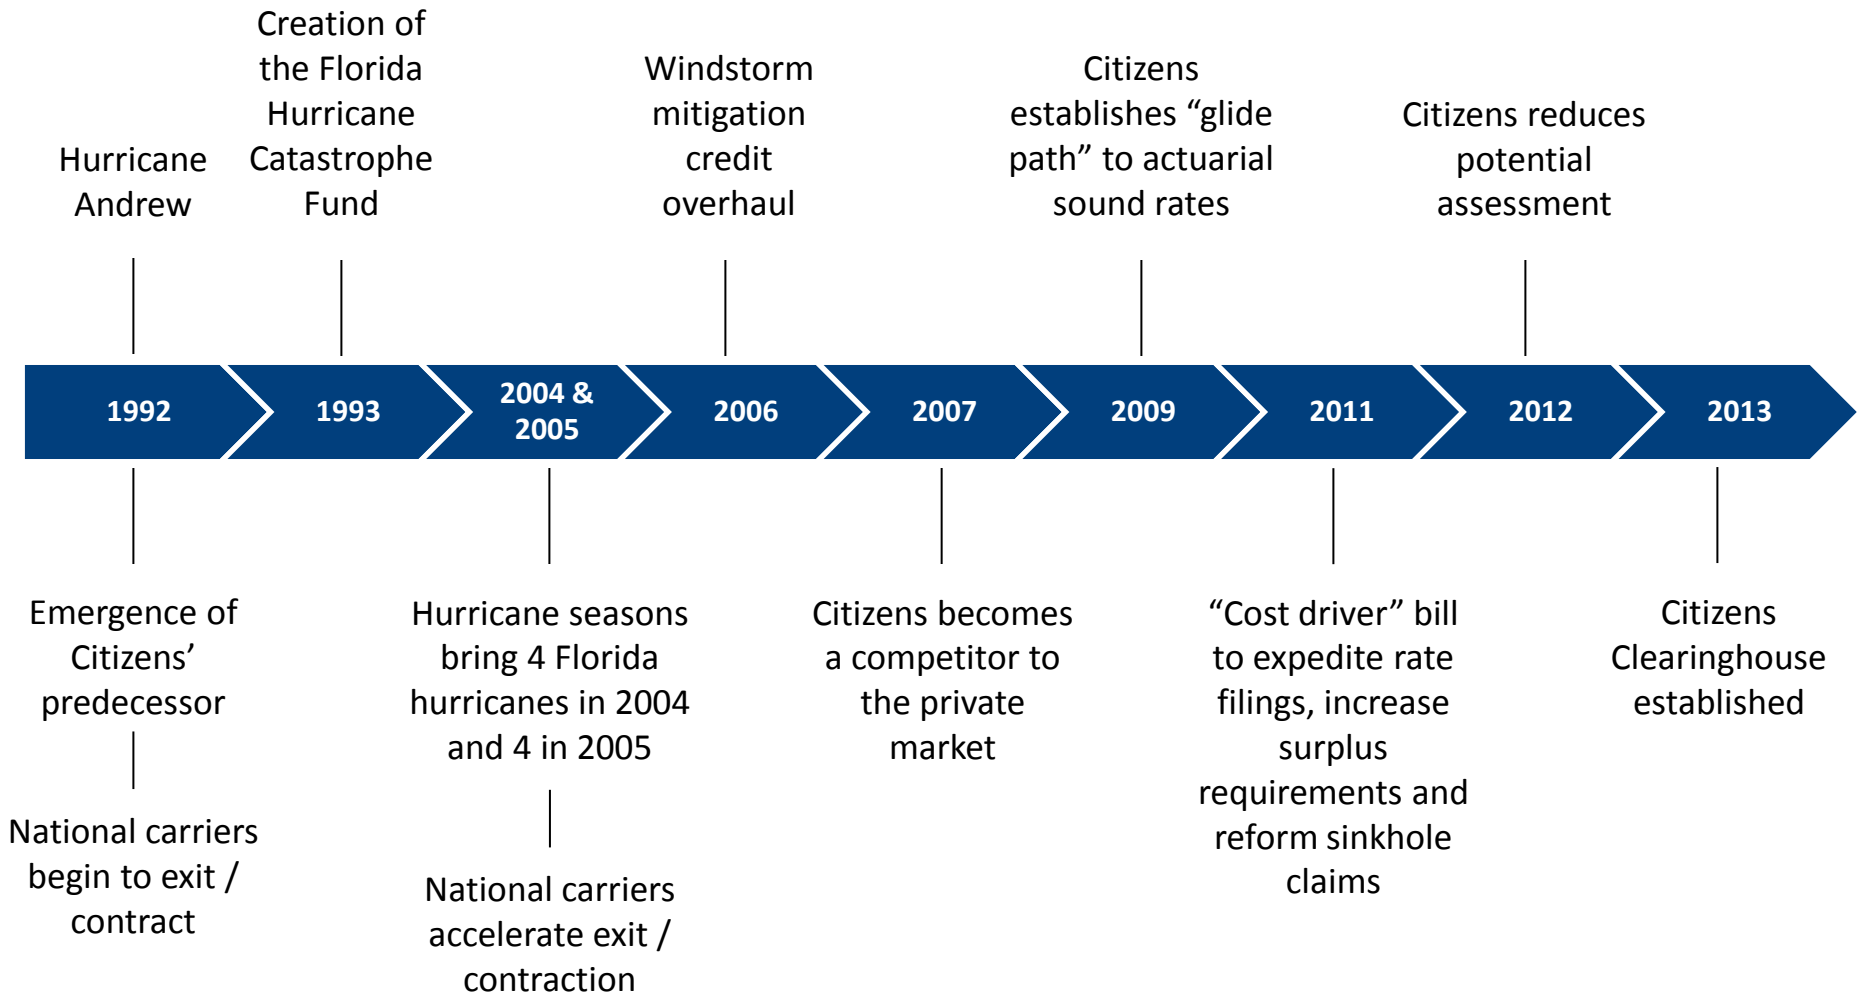 Hurricane
Andrew
Creation of
the Florida
Hurricane
Catastrophe
Fund
Windstorm
mitigation
credit
overhaul
Citizens
establishes “glide
path” to actuarial
sound rates
Citizens reduces
potential
assessment
1992
1993
2004 &
2005
2006
2007
2009
2011
2012
2013
Emergence of
Citizens’
predecessor
National carriers
begin to exit /
contract
Hurricane seasons
bring 4 Florida
hurricanes in 2004
and 4 in 2005
National carriers
accelerate exit /
contraction
Citizens becomes
a competitor to
the private
market
“Cost driver” bill
to expedite rate
filings, increase
surplus
requirements and
reform sinkhole
claims
Citizens
Clearinghouse
established